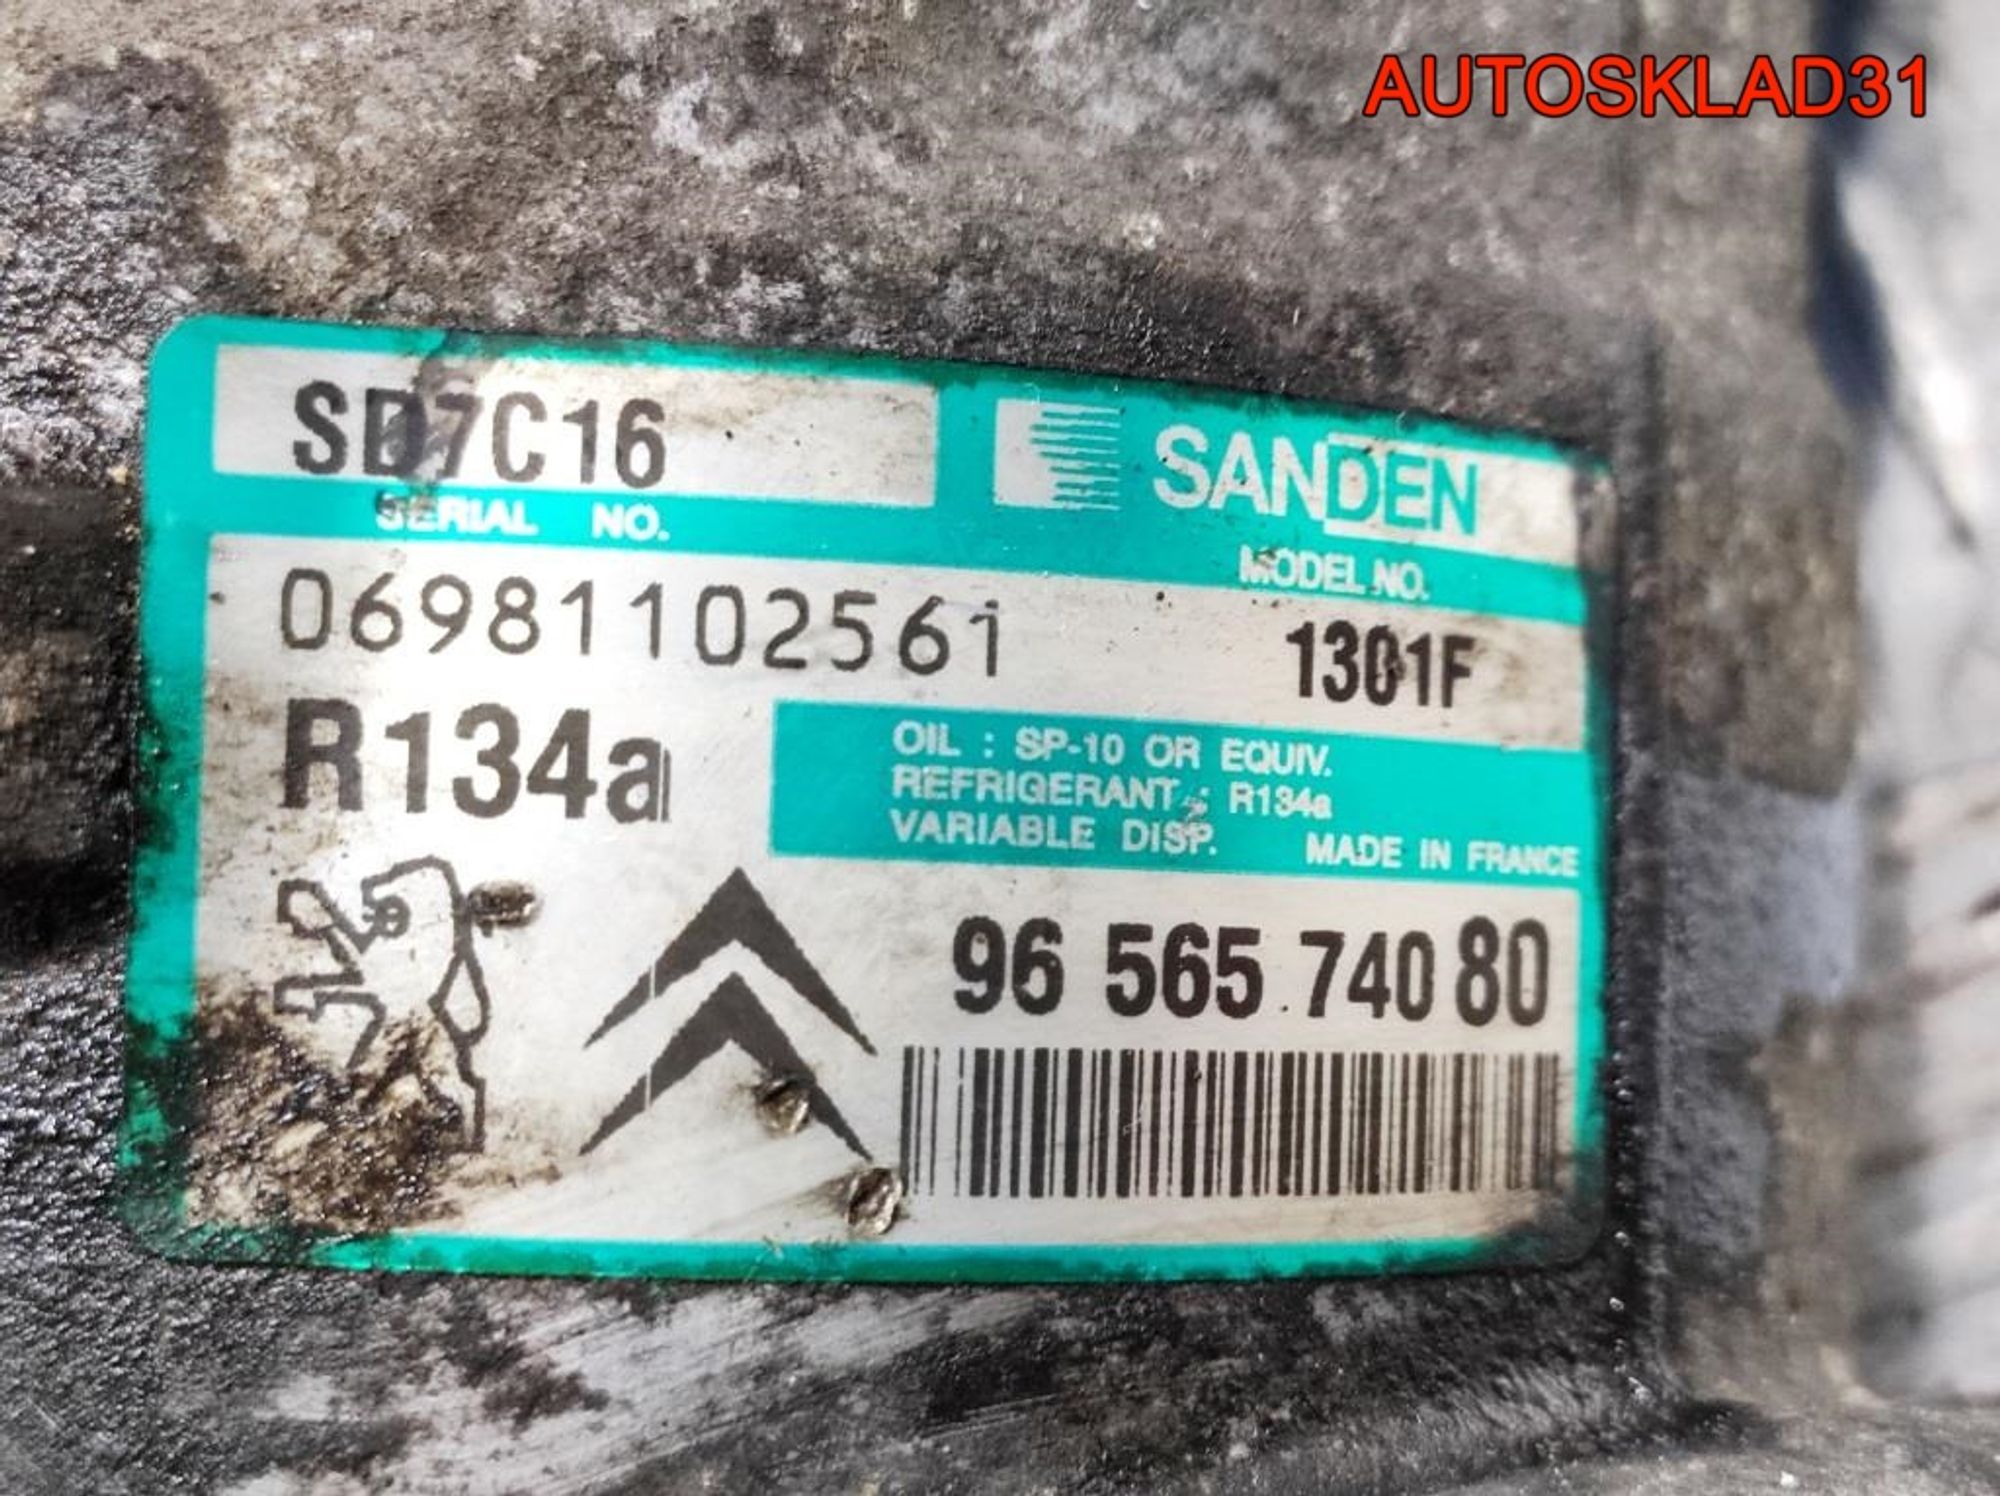 AUTOSKLAD31
SD7C16
SANDEN
SERIAL NO.
MODEL NO.
06981102561
1301F
R134a
OIL : SP-10 OR EQUIV.
REFRIGERANT : R134a
VARIABLE DISP.
MADE IN FRANCE
96 565 740 80